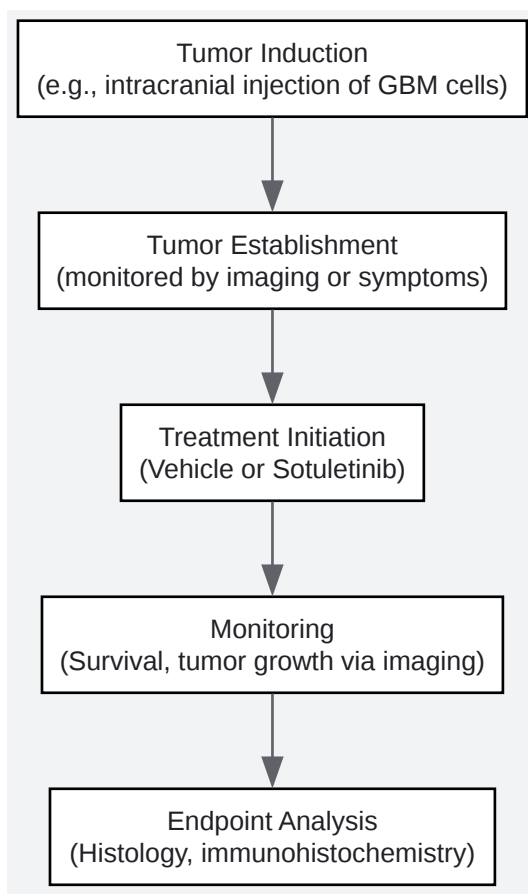 Tumor Induction
(e.g., intracranial injection of GBM cells)
Tumor Establishment
(monitored by imaging or symptoms)
Treatment Initiation
(Vehicle or Sotuletinib)
Monitoring
(Survival, tumor growth via imaging)
Endpoint Analysis
(Histology, immunohistochemistry)